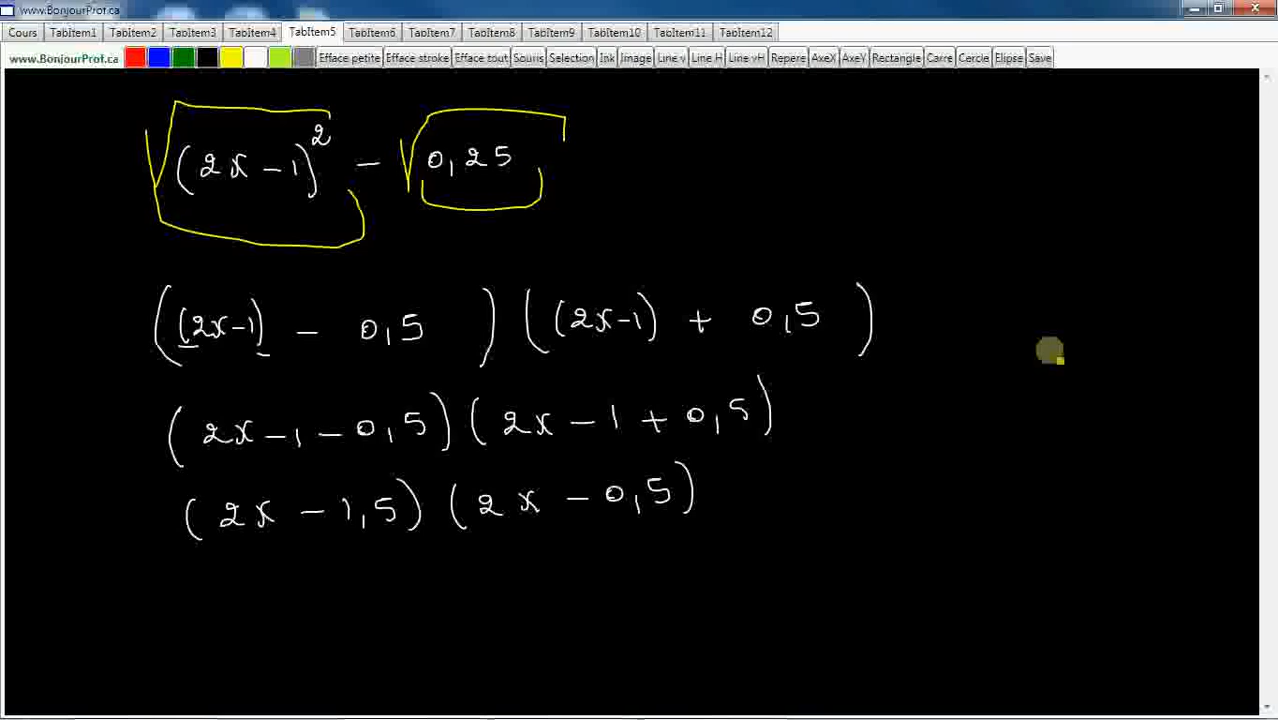 www.BonjourProf.ca
Cours TabItem1 TabItem2 TabItem3 TabItem4 TabItem5 TabItem6 TabItem7 TabItem8 TabItem9 TabItem10 TabItem11 TabItem12
www.BonjourProf.ca Efface petite Efface stroke Efface tout Souris Selection Ink Image Line v Line H Line vH Repere AxeX AxeY Rectangle Carre Cercle Elipse Save
√(2x-1)² - √0,25
((2x-1) - 0,5) ((2x-1) + 0,5)
(2x-1-0,5) (2x-1+0,5)
(2x-1,5) (2x-0,5)